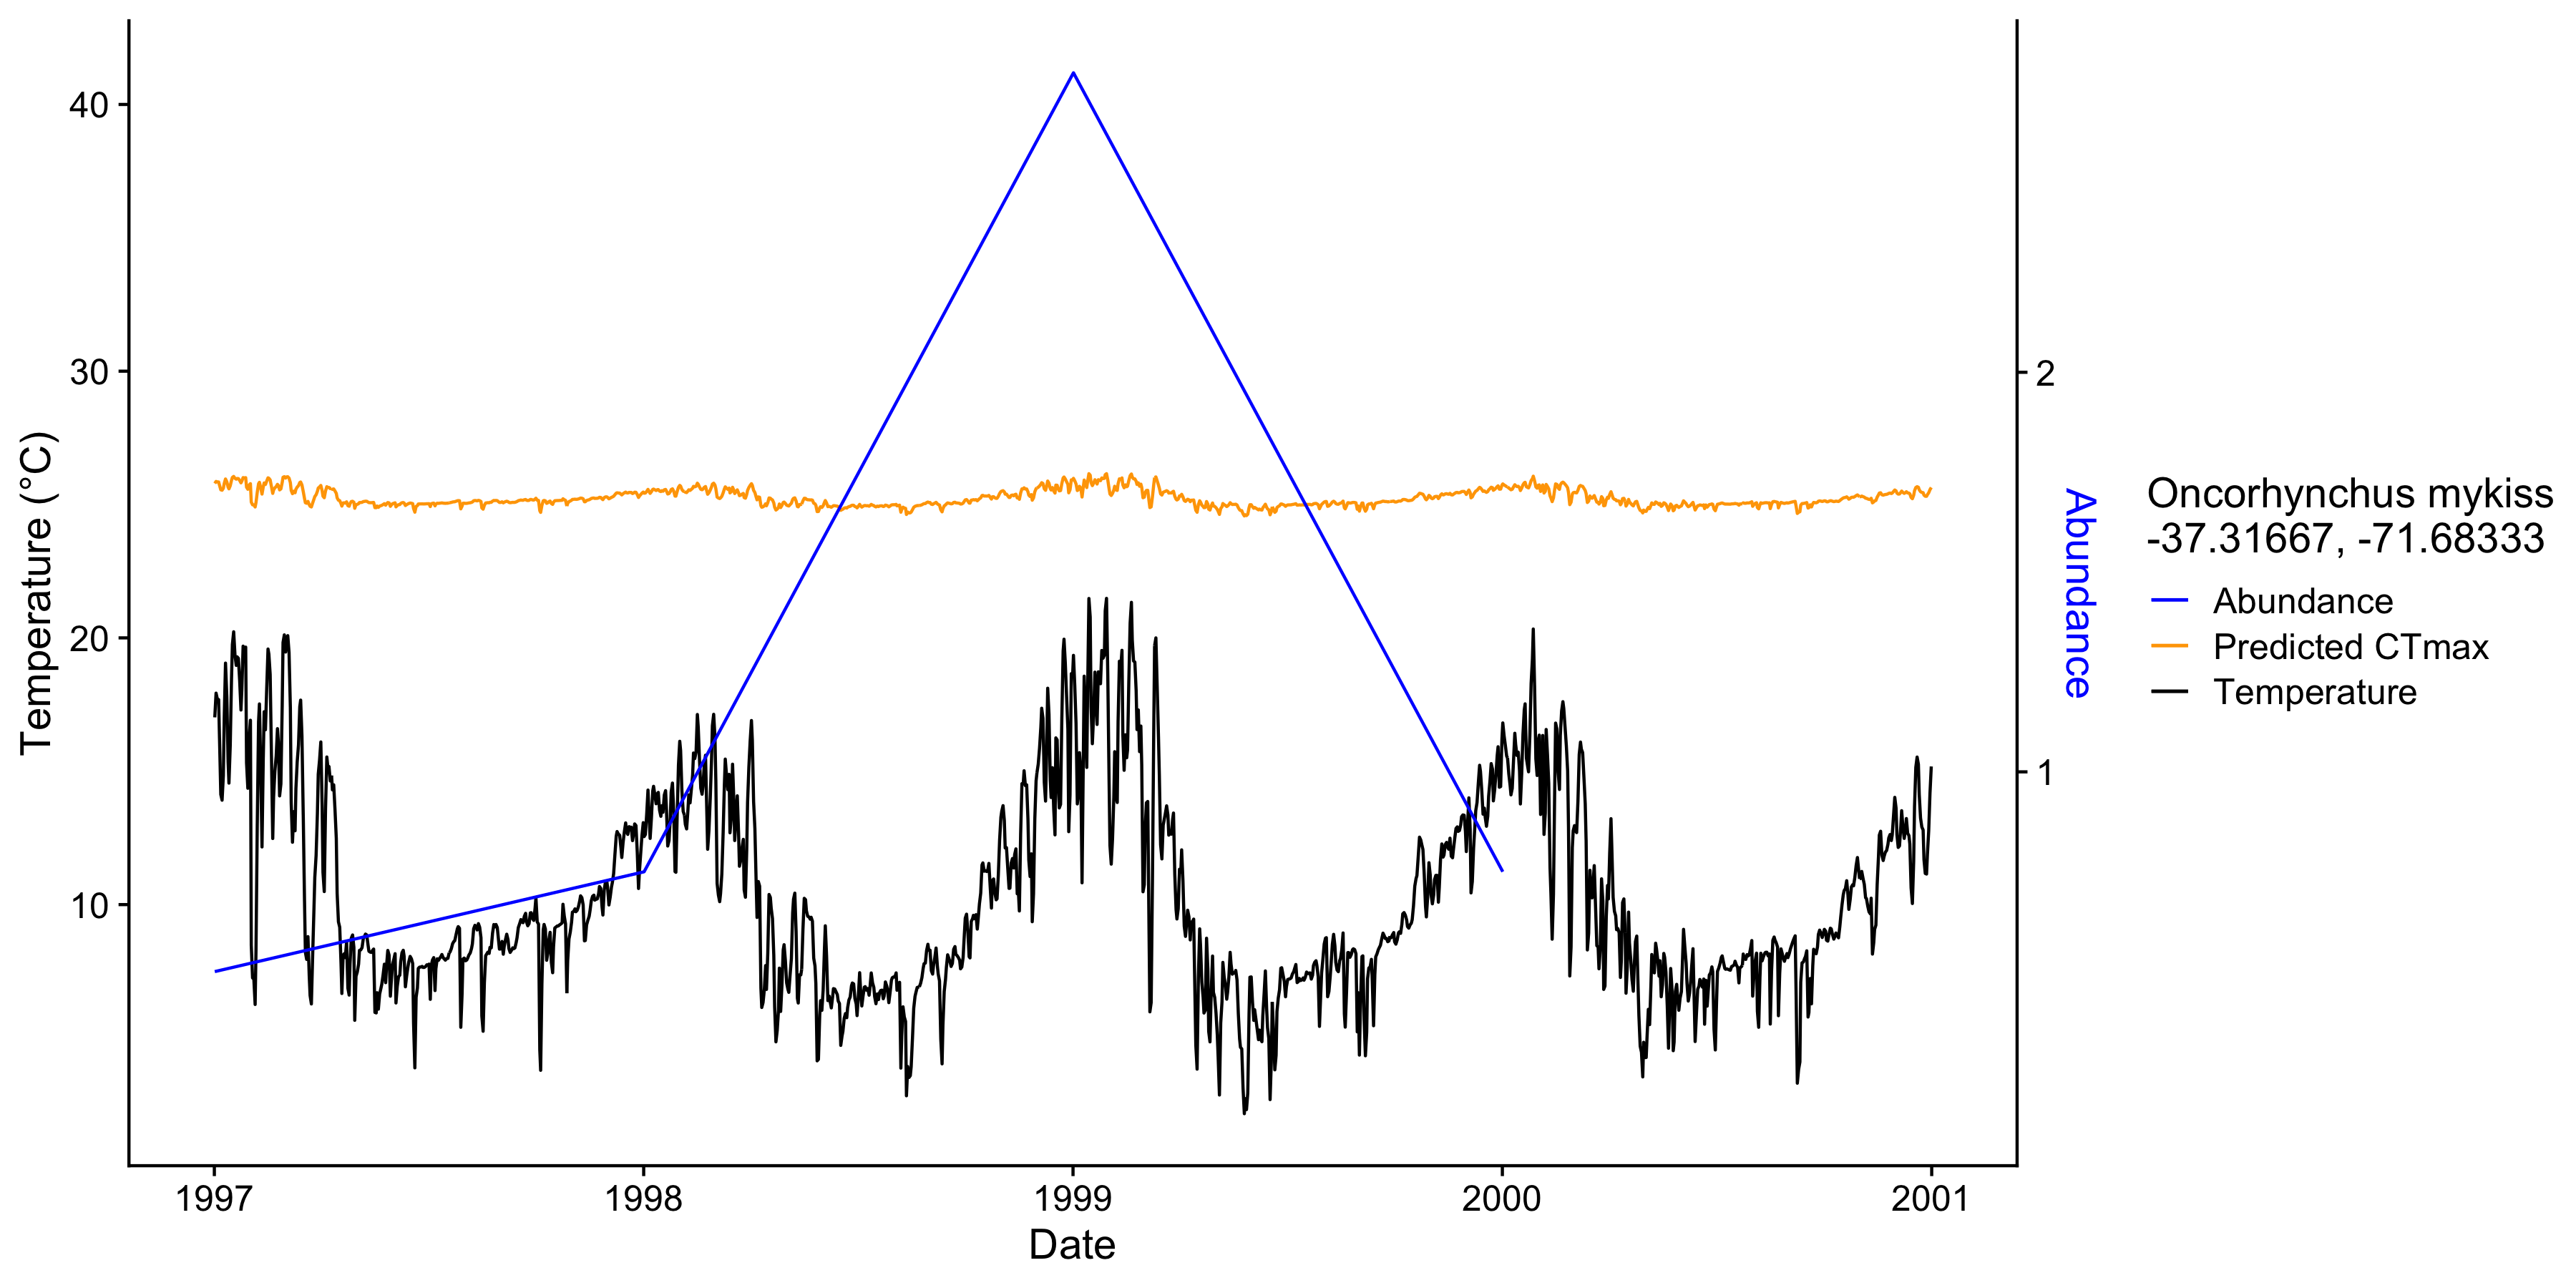 40
30
20
10
Temperature (°C)
1997
1998
1999
2000
2001
Date
2
1
Abundance
Oncorhynchus mykiss
-37.31667, -71.68333
Abundance
Predicted CTmax
Temperature